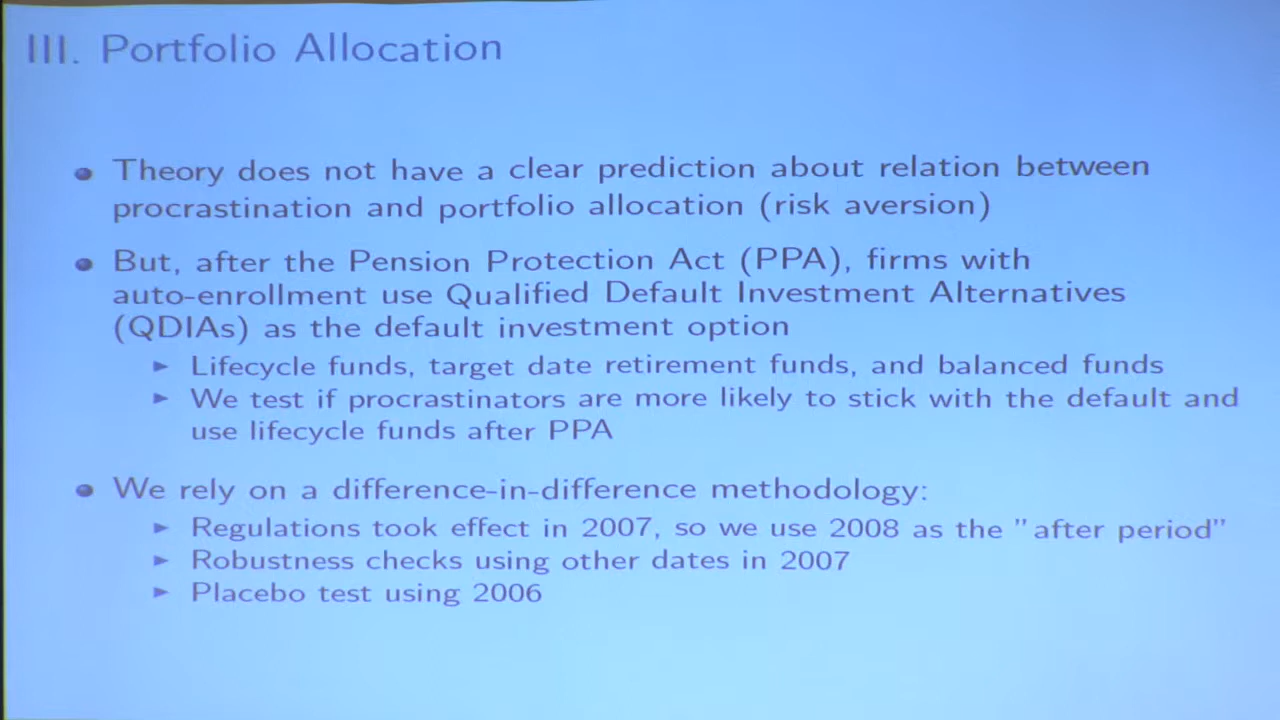 III. Portfolio Allocation
Theory does not have a clear prediction about relation between
procrastination and portfolio allocation (risk aversion)
But, after the Pension Protection Act (PPA), firms with
auto-enrollment use Qualified Default Investment Alternatives
(QDIAs) as the default investment option
Lifecycle funds, target date retirement funds, and balanced funds
We test if procrastinators are more likely to stick with the default and
use lifecycle funds after PPA
We rely on a difference-in-difference methodology:
Regulations took effect in 2007, so we use 2008 as the "after period"
Robustness checks using other dates in 2007
Placebo test using 2006